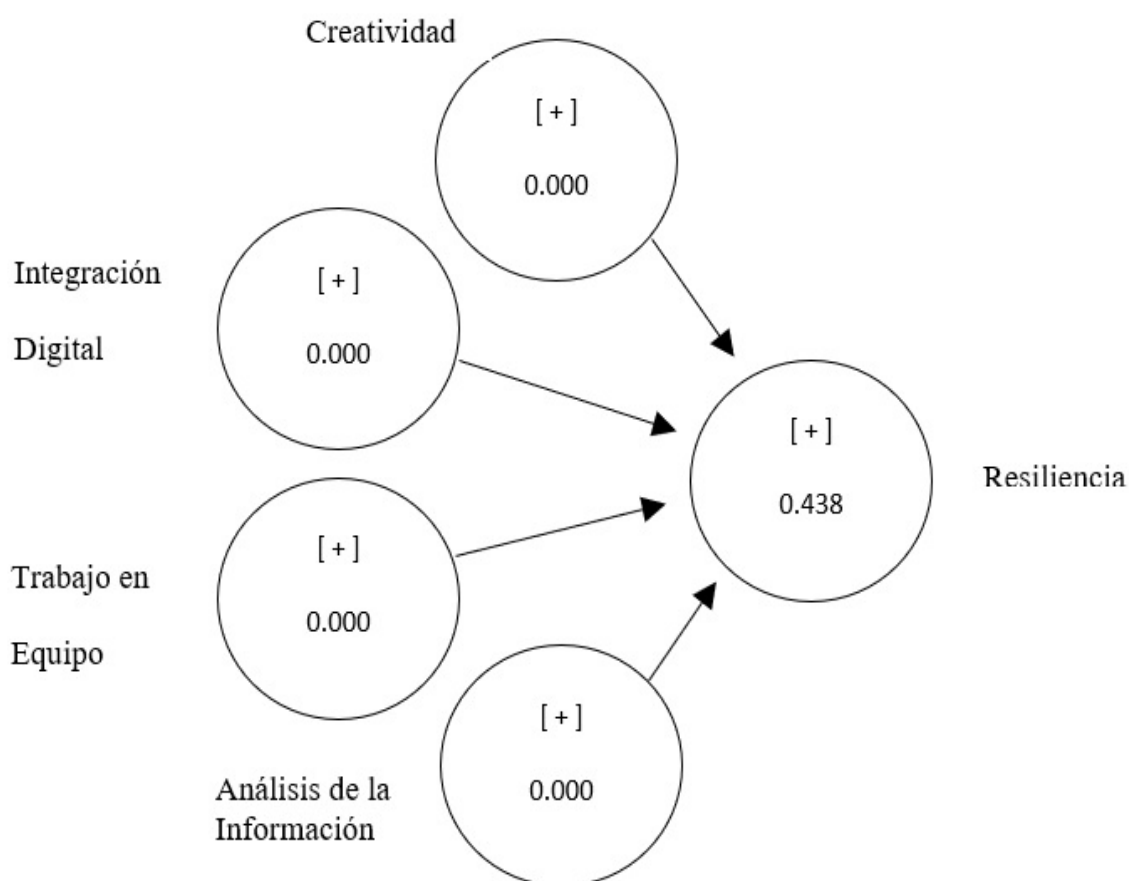 Creatividad
[ + ]
0.000
Integración
Digital
[ + ]
0.000
[ + ]
0.438
Resiliencia
Trabajo en
Equipo
[ + ]
0.000
Análisis de la
Información
[ + ]
0.000